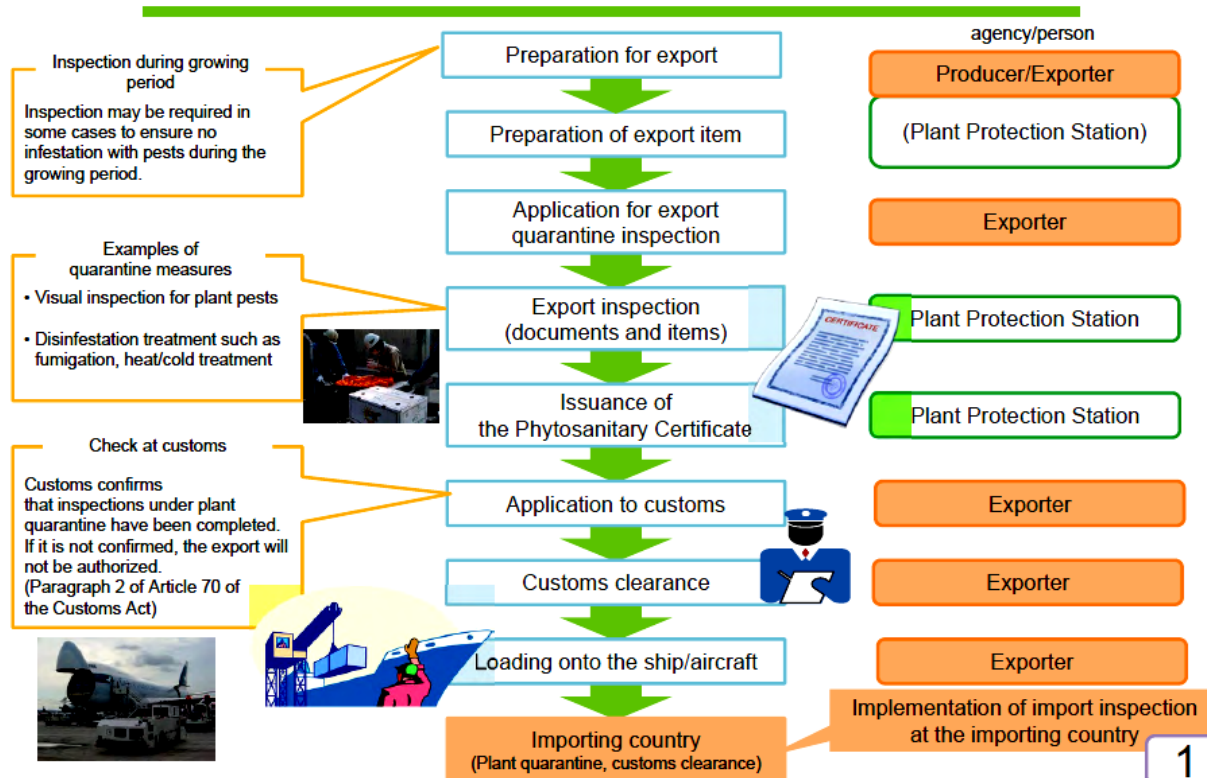 agency/person
Preparation for export
Producer/Exporter
Inspection during growing
period
Inspection may be required in
some cases to ensure no
infestation with pests during the
growing period.
Preparation of export item
(Plant Protection Station)
Application for export
quarantine inspection
Exporter
Examples of
quarantine measures
• Visual inspection for plant pests
• Disinfestation treatment such as
fumigation, heat/cold treatment
Export inspection
(documents and items)
CERTIFICATE
Plant Protection Station
Issuance of
the Phytosanitary Certificate
Plant Protection Station
Check at customs
Customs confirms
that inspections under plant
quarantine have been completed.
If it is not confirmed, the export will
not be authorized.
(Paragraph 2 of Article 70 of
the Customs Act)
Application to customs
Exporter
Customs clearance
Exporter
Loading onto the ship/aircraft
Exporter
Importing country
(Plant quarantine, customs clearance)
Implementation of import inspection
at the importing country
1